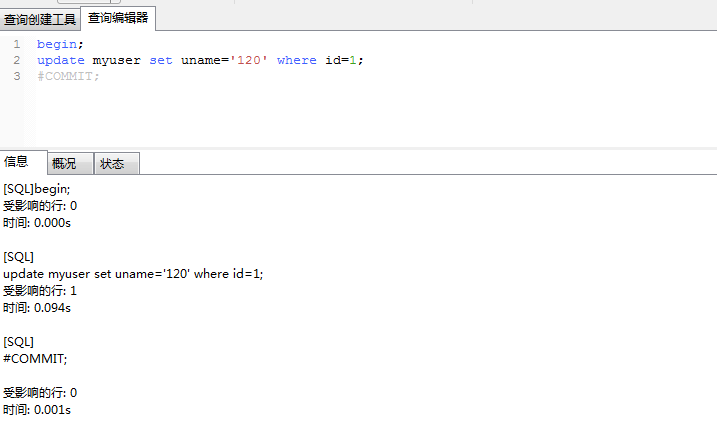 查询创建工具 查询编辑器
1 begin;
2 update myuser set uname='120' where id=1;
3 #COMMIT;
信息 概况 状态
[SQL]begin;
受影响的行: 0
时间: 0.000s
[SQL]
update myuser set uname='120' where id=1;
受影响的行: 1
时间: 0.094s
[SQL]
#COMMIT;
受影响的行: 0
时间: 0.001s